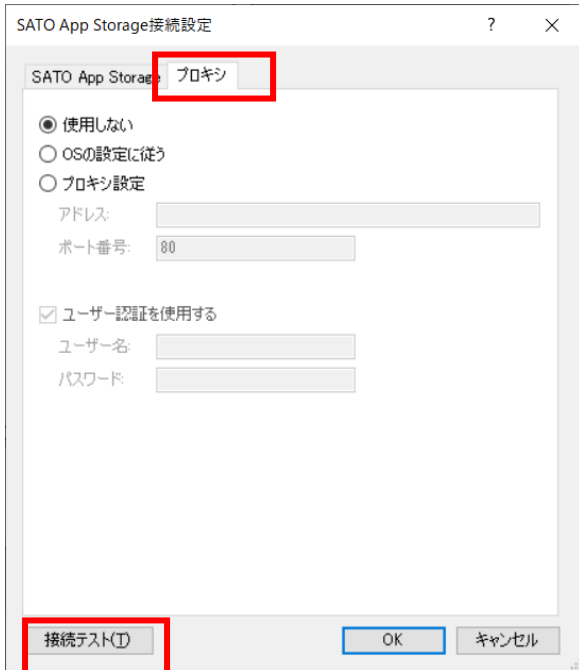 SATO App Storage接続設定
SATO App Storage プロキシ
使用しない
OSの設定に従う
プロキシ設定
アドレス:
ポート番号: 80
ユーザー認証を使用する
ユーザー名:
パスワード:
接続テスト(T) OK キャンセル